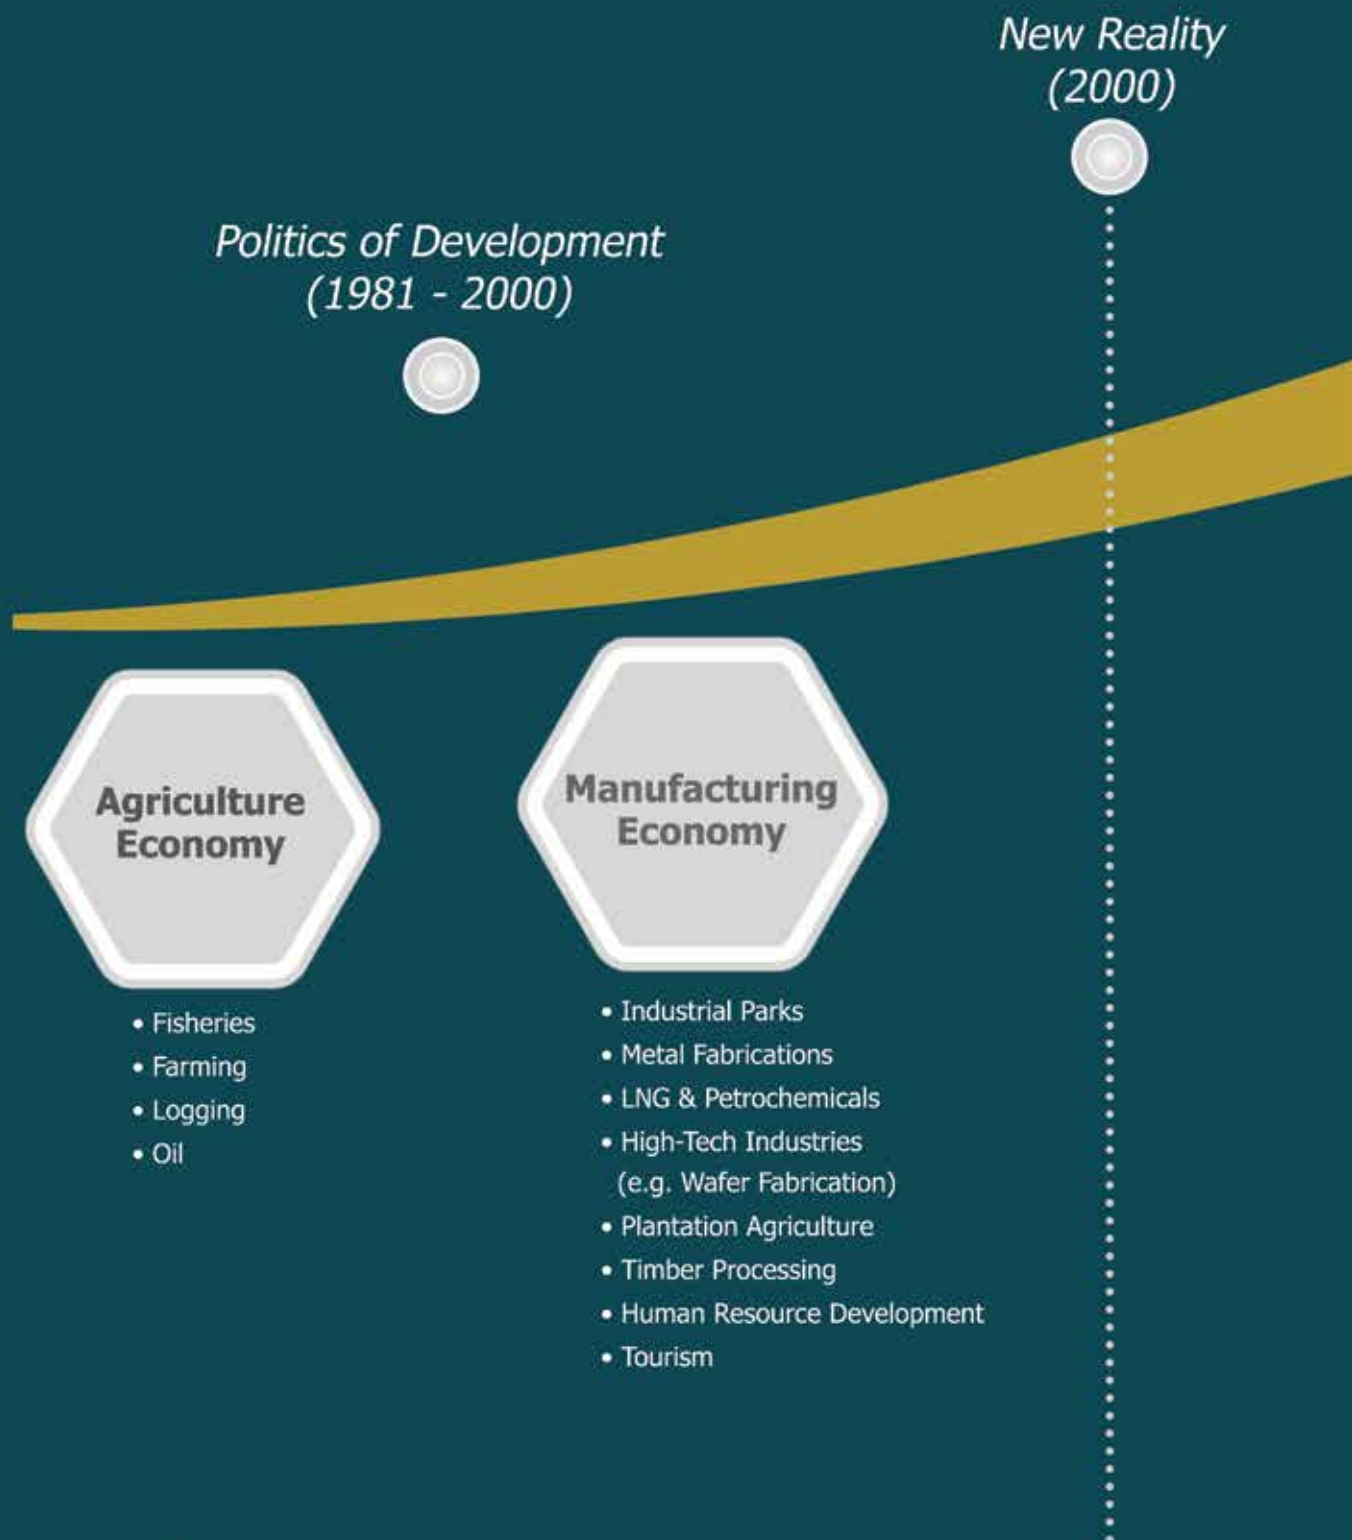 New Reality
(2000)
Politics of Development
(1981 - 2000)
Agriculture
Economy
• Fisheries
• Farming
• Logging
• Oil
Manufacturing
Economy
• Industrial Parks
• Metal Fabrications
• LNG & Petrochemicals
• High-Tech Industries
(e.g. Wafer Fabrication)
• Plantation Agriculture
• Timber Processing
• Human Resource Development
• Tourism